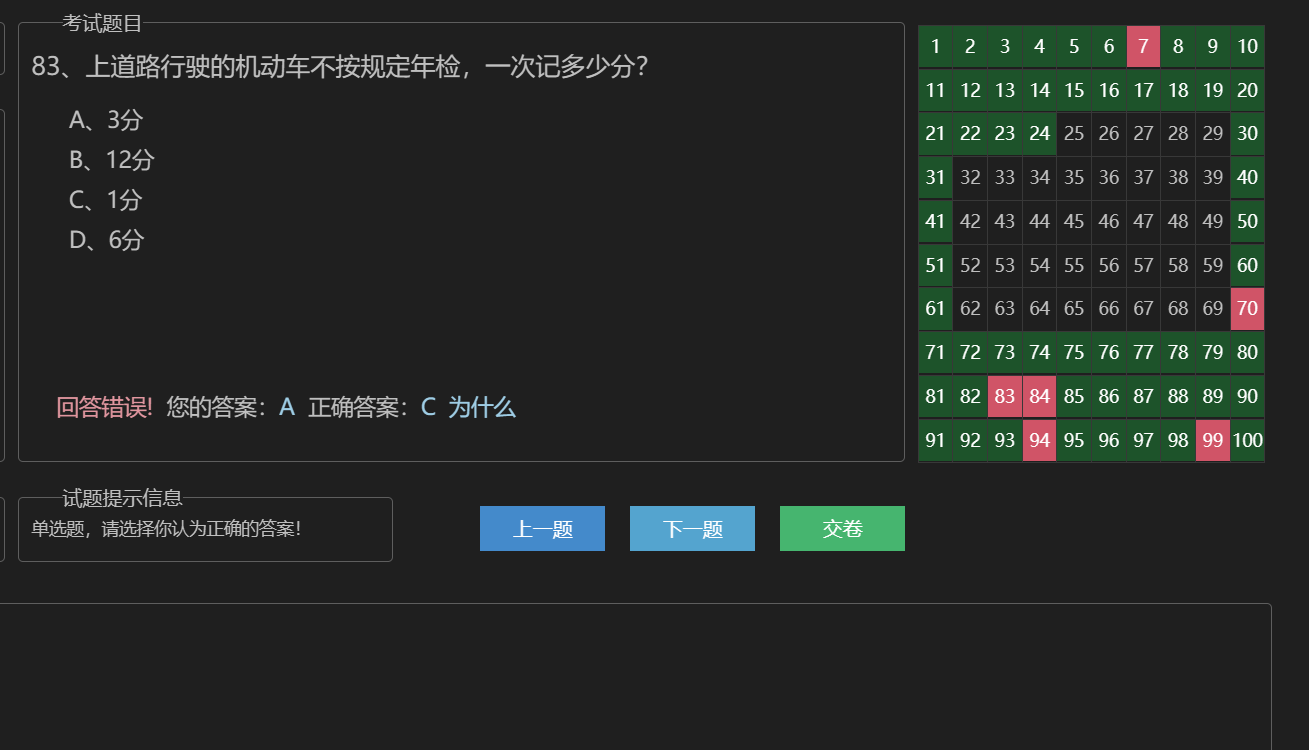 考试题目
83、上道路行驶的机动车不按规定年检，一次记多少分？
A、3分
B、12分
C、1分
D、6分
回答错误! 您的答案：A 正确答案：C 为什么
1 2 3 4 5 6 7 8 9 10
11 12 13 14 15 16 17 18 19 20
21 22 23 24 25 26 27 28 29 30
31 32 33 34 35 36 37 38 39 40
41 42 43 44 45 46 47 48 49 50
51 52 53 54 55 56 57 58 59 60
61 62 63 64 65 66 67 68 69 70
71 72 73 74 75 76 77 78 79 80
81 82 83 84 85 86 87 88 89 90
91 92 93 94 95 96 97 98 99 100
试题提示信息
单选题，请选择你认为正确的答案！
上一题 下一题 交卷